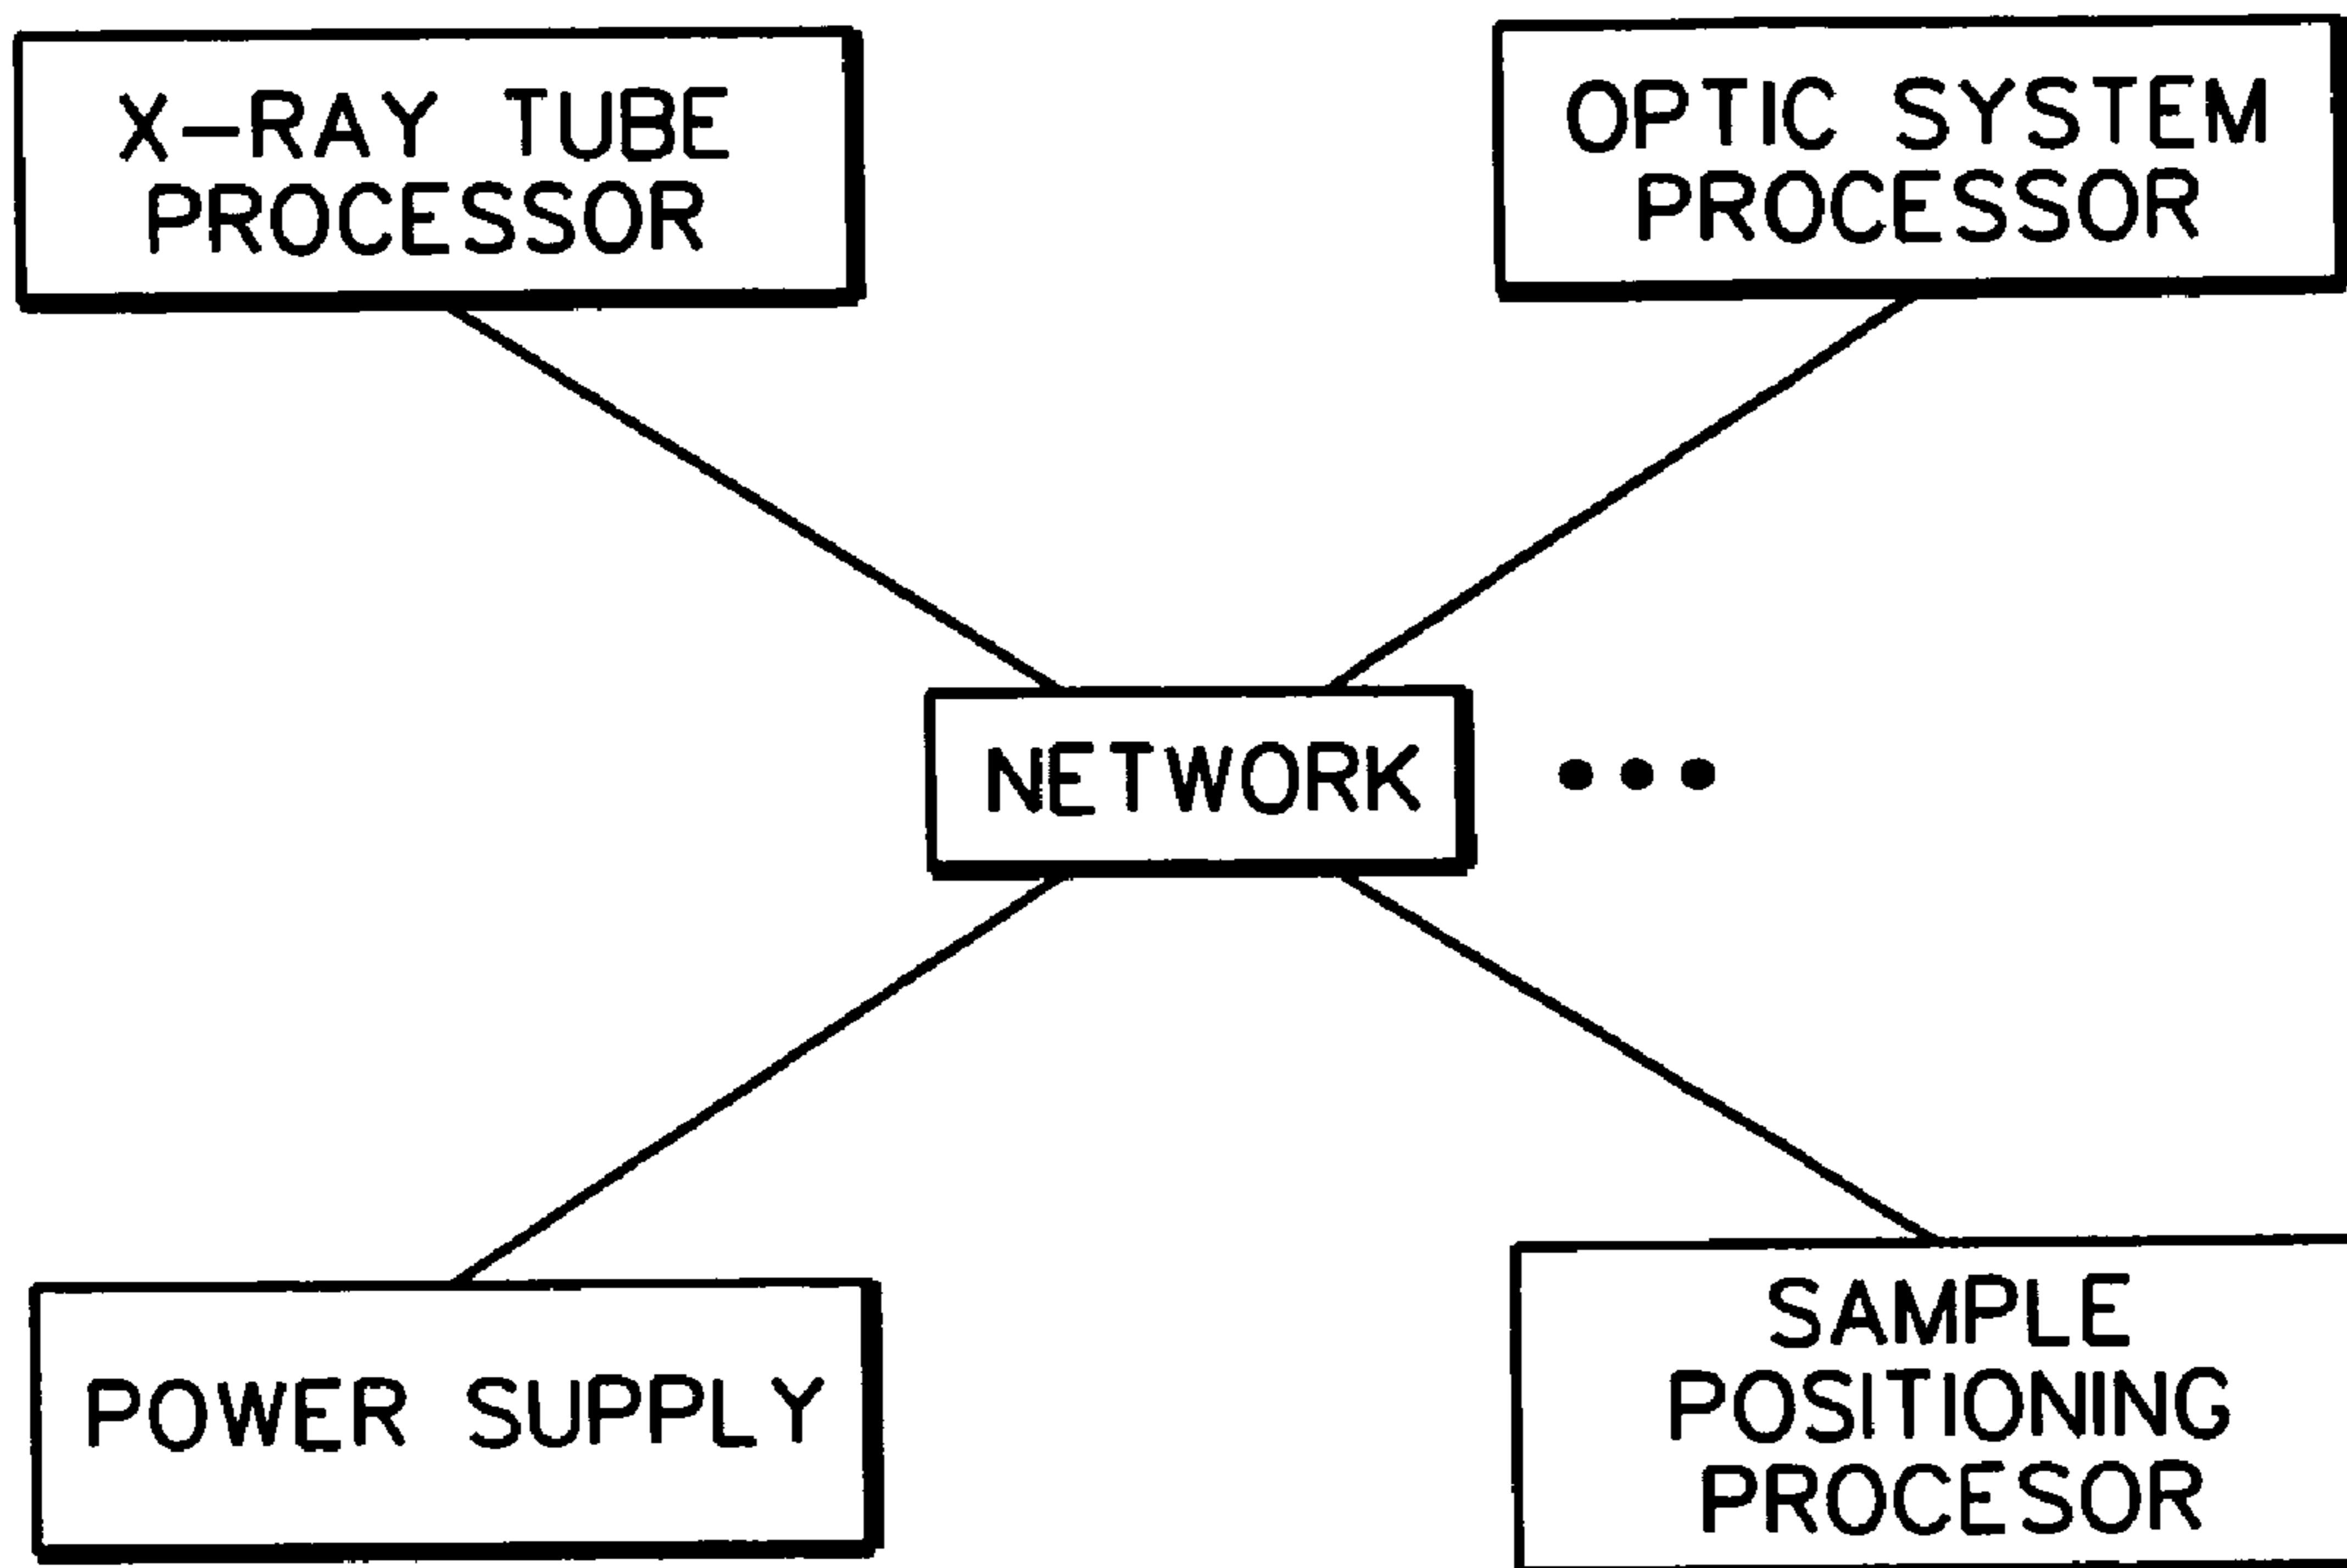 X-RAY TUBE
PROCESSOR
OPTIC SYSTEM
PROCESSOR
NETWORK
POWER SUPPLY
SAMPLE
POSITIONING
PROCESOR